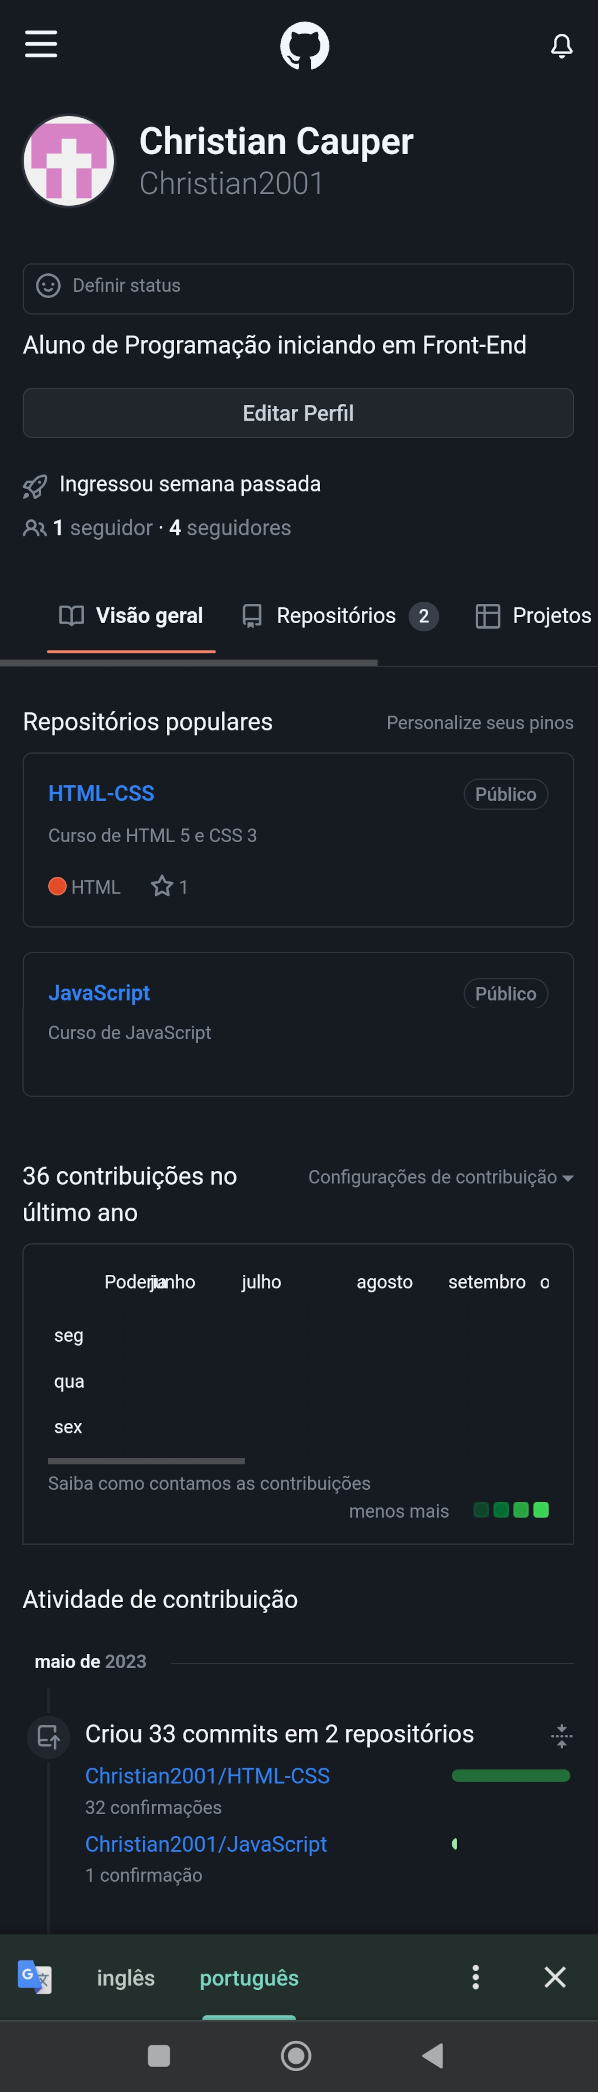 Christian Cauper
Christian2001
Definir status
Aluno de Programação iniciando em Front-End
Editar Perfil
Ingressou semana passada
1 seguidor · 4 seguidores
Visão geral Repositórios 2 Projetos
Repositórios populares Personalize seus pinos
HTML-CSS Público
Curso de HTML 5 e CSS 3
HTML 1
JavaScript Público
Curso de JavaScript
36 contribuições no Configurações de contribuição
último ano
Poderia junho julho agosto setembro o
seg
qua
sex
Saiba como contamos as contribuições
menos mais
Atividade de contribuição
maio de 2023
Criou 33 commits em 2 repositórios
Christian2001/HTML-CSS
32 confirmações
Christian2001/JavaScript
1 confirmação
G 文 inglês português